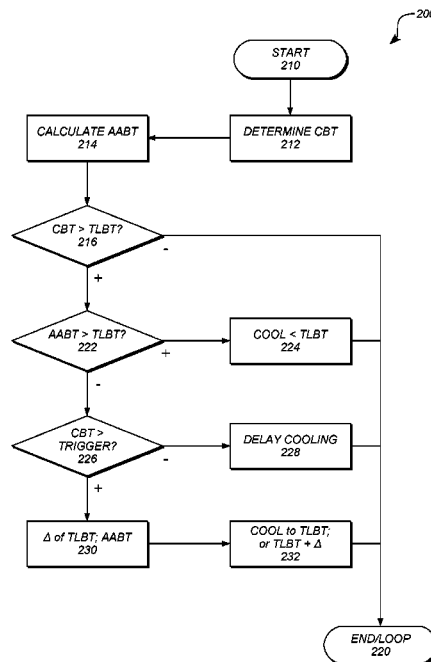 200
START
210
CALCULATE AABT
214
DETERMINE CBT
212
CBT > TLBT?
216
-
+
AABT > TLBT?
222
+
-
COOL < TLBT
224
CBT >
TRIGGER?
226
-
+
DELAY COOLING
228
Δ of TLBT; AABT
230
COOL to TLBT;
or TLBT + Δ
232
END/LOOP
220